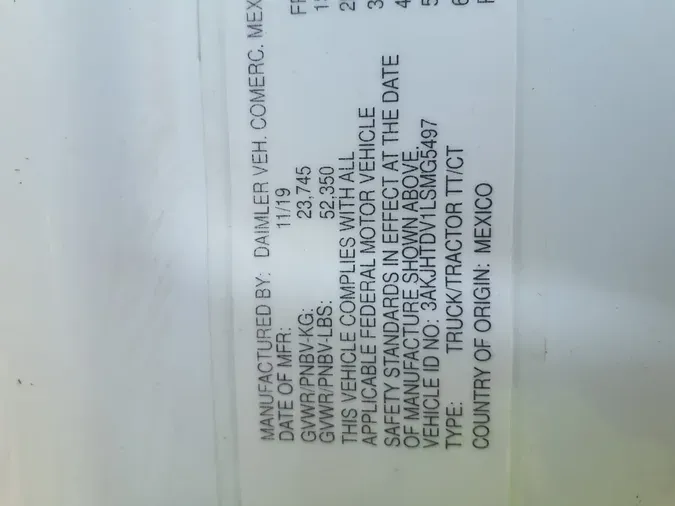 MANUFACTURED BY: DAIMLER VEH. COMERC. MEX
DATE OF MFR: 11/19
GVWR/PNBV-KG: 23,745
GVWR/PNBV-LBS: 52,350
THIS VEHICLE COMPLIES WITH ALL
APPLICABLE FEDERAL MOTOR VEHICLE
SAFETY STANDARDS IN EFFECT AT THE DATE
OF MANUFACTURE SHOWN ABOVE.
VEHICLE ID NO: 3AKJHTDV1LSMG5497
TYPE: TRUCK/TRACTOR TT/CT
COUNTRY OF ORIGIN: MEXICO